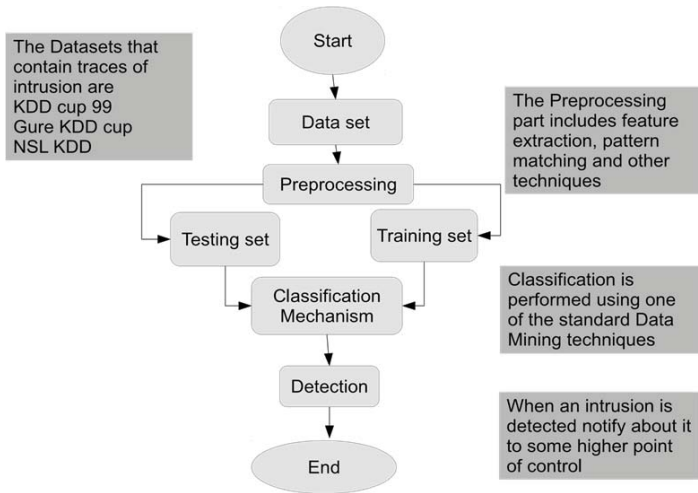 Start
The Datasets that
contain traces of
intrusion are
KDD cup 99
Gure KDD cup
NSL KDD
Data set
The Preprocessing
part includes feature
extraction, pattern
matching and other
techniques
Preprocessing
Testing set
Training set
Classification
Mechanism
Classification is
performed using one
of the standard Data
Mining techniques
Detection
When an intrusion is
detected notify about it
to some higher point
of control
End